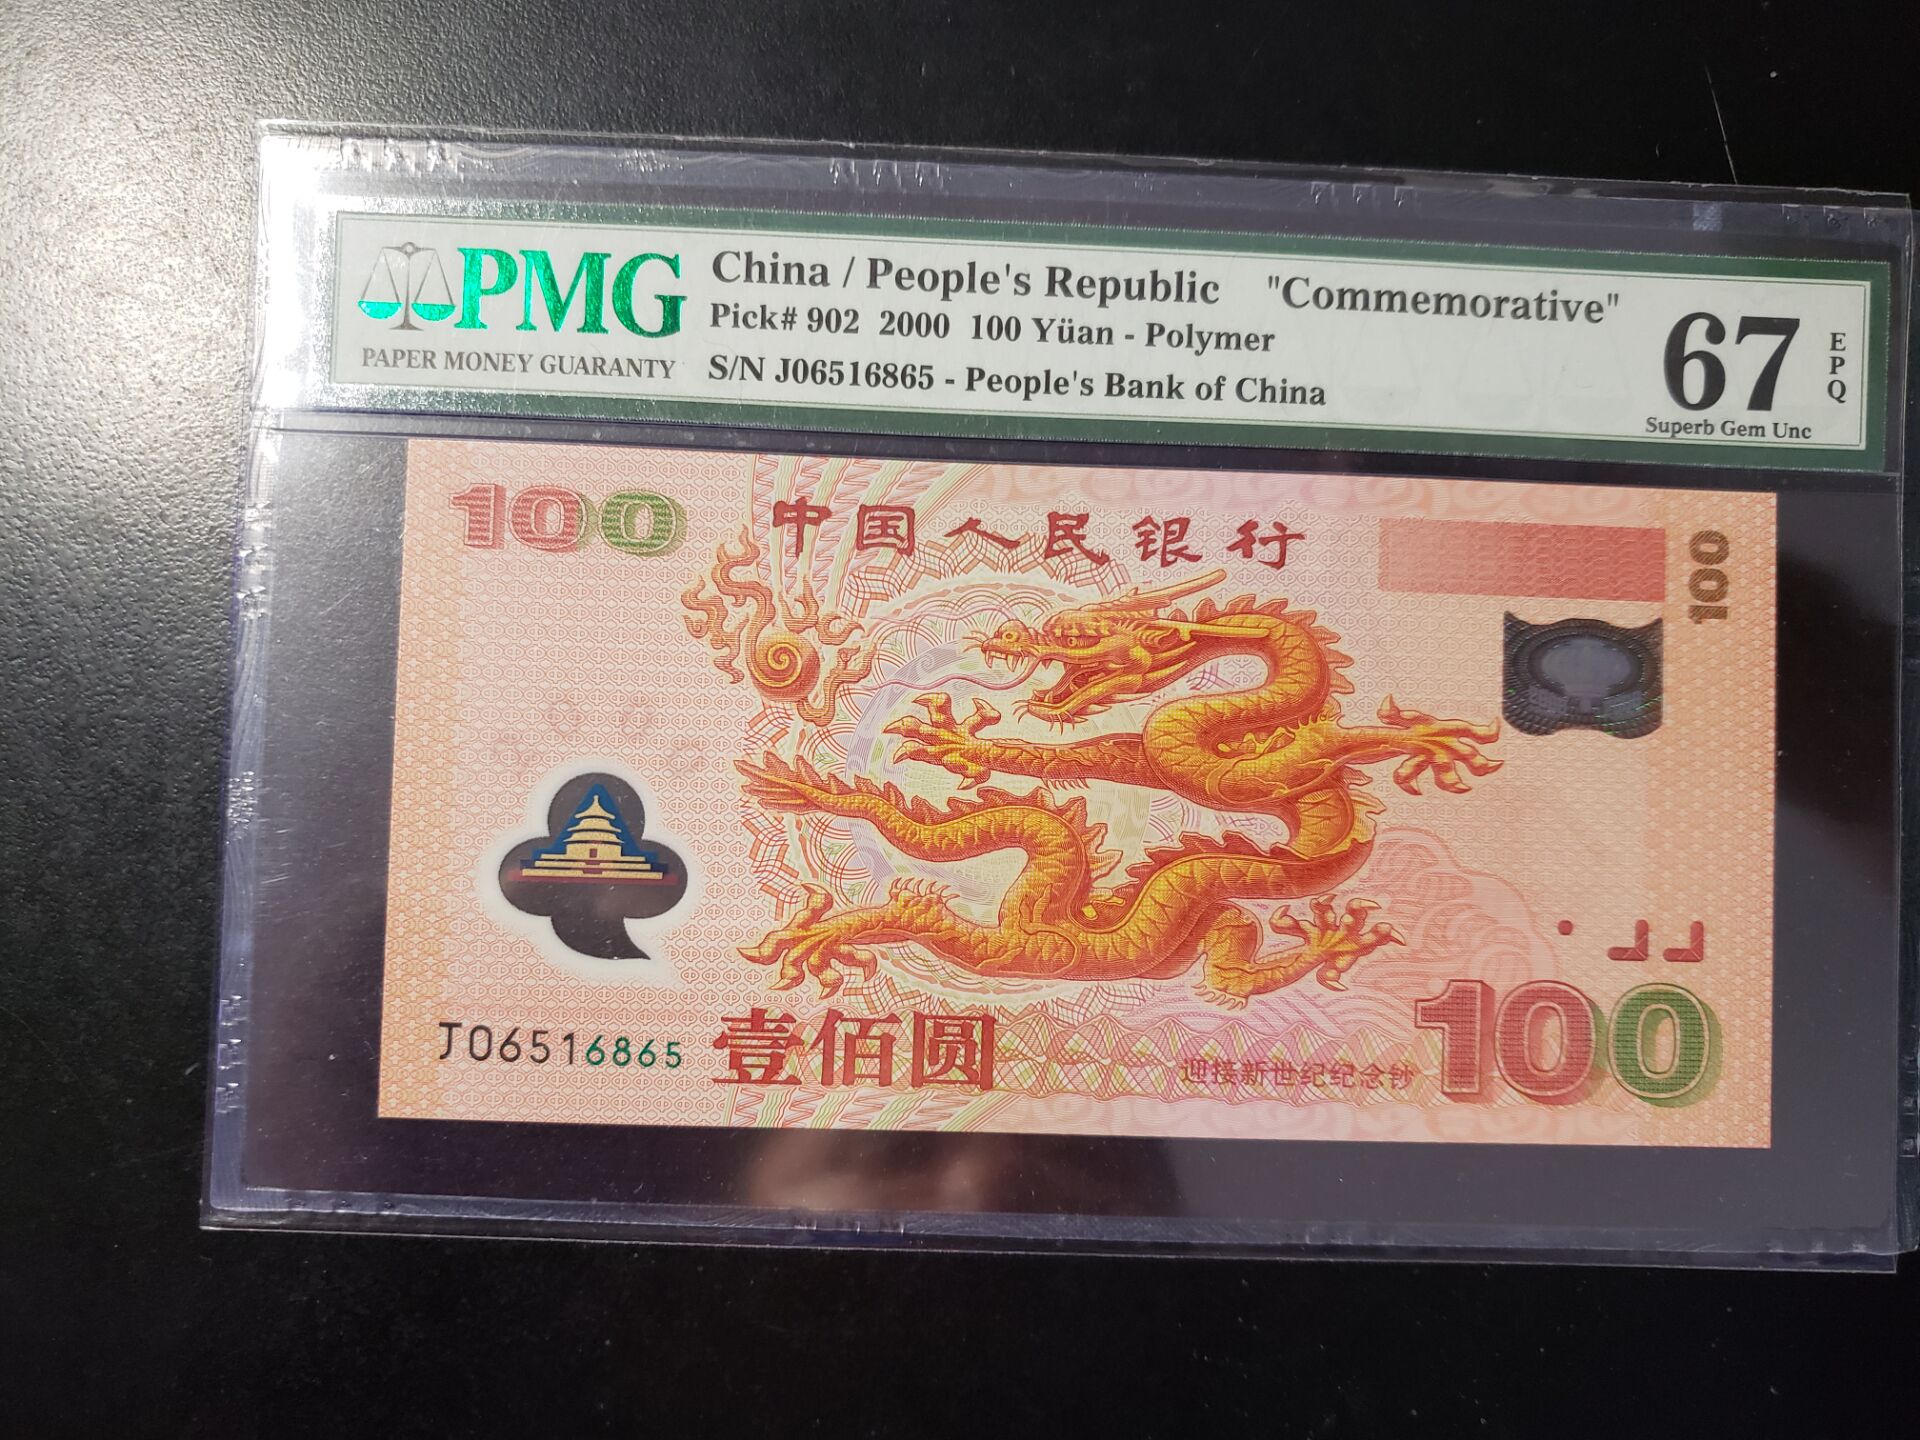 PMG
PAPER MONEY GUARANTY
China / People's Republic "Commemorative"
Pick# 902 2000 100 Yüan - Polymer
S/N J06516865 - People's Bank of China
67
EPQ
Superb Gem Unc
100
中国人民银行
100
J06516865
壹佰圆
迎接新世纪纪念钞
100